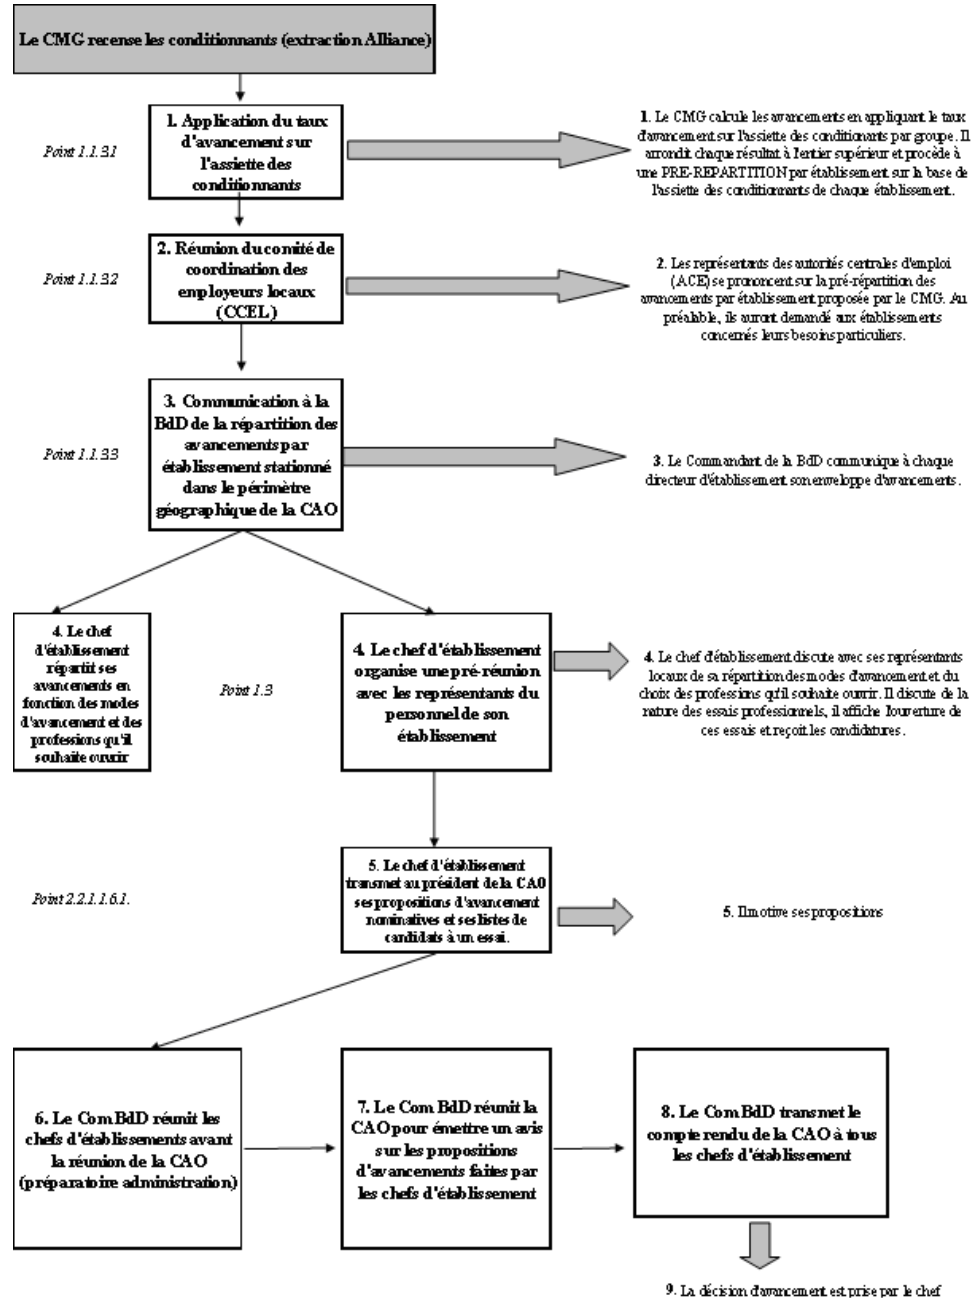 Le CMG recense les conditionnants (extraction Alliance)
Point 1.1.3.1
1. Application du taux
d'avancement sur
l'assiette des
conditionnants
1. Le CMG calcule les avancements en appliquant le taux
d'avancement sur l'assiette des conditionants par groupe. Il
arrondit chaque résultat à l'entier supérieur et procède à
une PRE-REPARTITION par établissement sur la base de
l'assiette des conditionnants de chaque établissement.
Point 1.1.3.2
2. Réunion du comité de
coordination des
employeurs locaux
(CCEL)
2. Les représentants des autorités centrales d'emploi
(ACE) se prononcent sur la pré-répartition des
avancements par établissement proposée par le CMG. Au
préalable, ils auront demandé aux établissements
concernés leurs besoins particuliers.
Point 1.1.3.3
3. Communication à la
BdD de la répartition des
avancements par
établissement stationné
dans le périmètre
géographique de la CAO
3. Le Commandant de la BdD communique à chaque
directeur d'établissement son enveloppe d'avancements.
4. Le chef
d'établissement
répartit ses
avancements en
fonction des modes
d'avancement et des
professions qu'il
souhaite ouvrir
Point 1.3
4. Le chef d'établissement
organise une pré-réunion
avec les représentants du
personnel de son
établissement
4. Le chef d'établissement discute avec ses représentants
locaux de sa répartition des modes d'avancement et du
choix des professions qu'il souhaite ouvrir. Il discute de la
nature des essais professionnels, il affiche l'ouverture de
ces essais et reçoit les candidatures.
Point 2.2.1.1.6.1.
5. Le chef d'établissement
transmet au président de la CAO
ses propositions d'avancement
nominatives et ses listes de
candidats à un essai.
5. Il motive ses propositions
6. Le Com BdD réunit les
chefs d'établissements avant
la réunion de la CAO
(préparatoire administration)
7. Le Com BdD réunit la
CAO pour émettre un avis
sur les propositions
d'avancements faites par
les chefs d'établissement
8. Le Com BdD transmet le
compte rendu de la CAO à tous
les chefs d'établissement
9. La décision d'avancement est prise par le chef